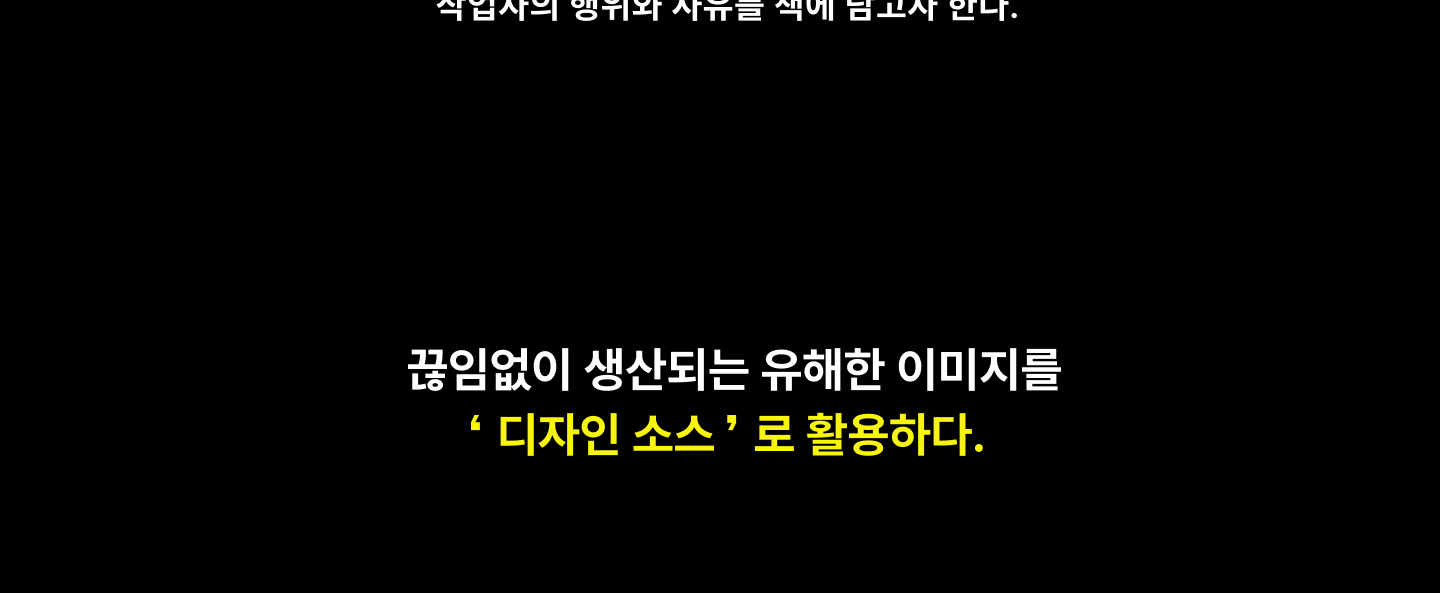 작업자의 행위와 사유를 책에 담고자 한다.
끊임없이 생산되는 유해한 이미지를
‘ 디자인 소스 ’ 로 활용하다.